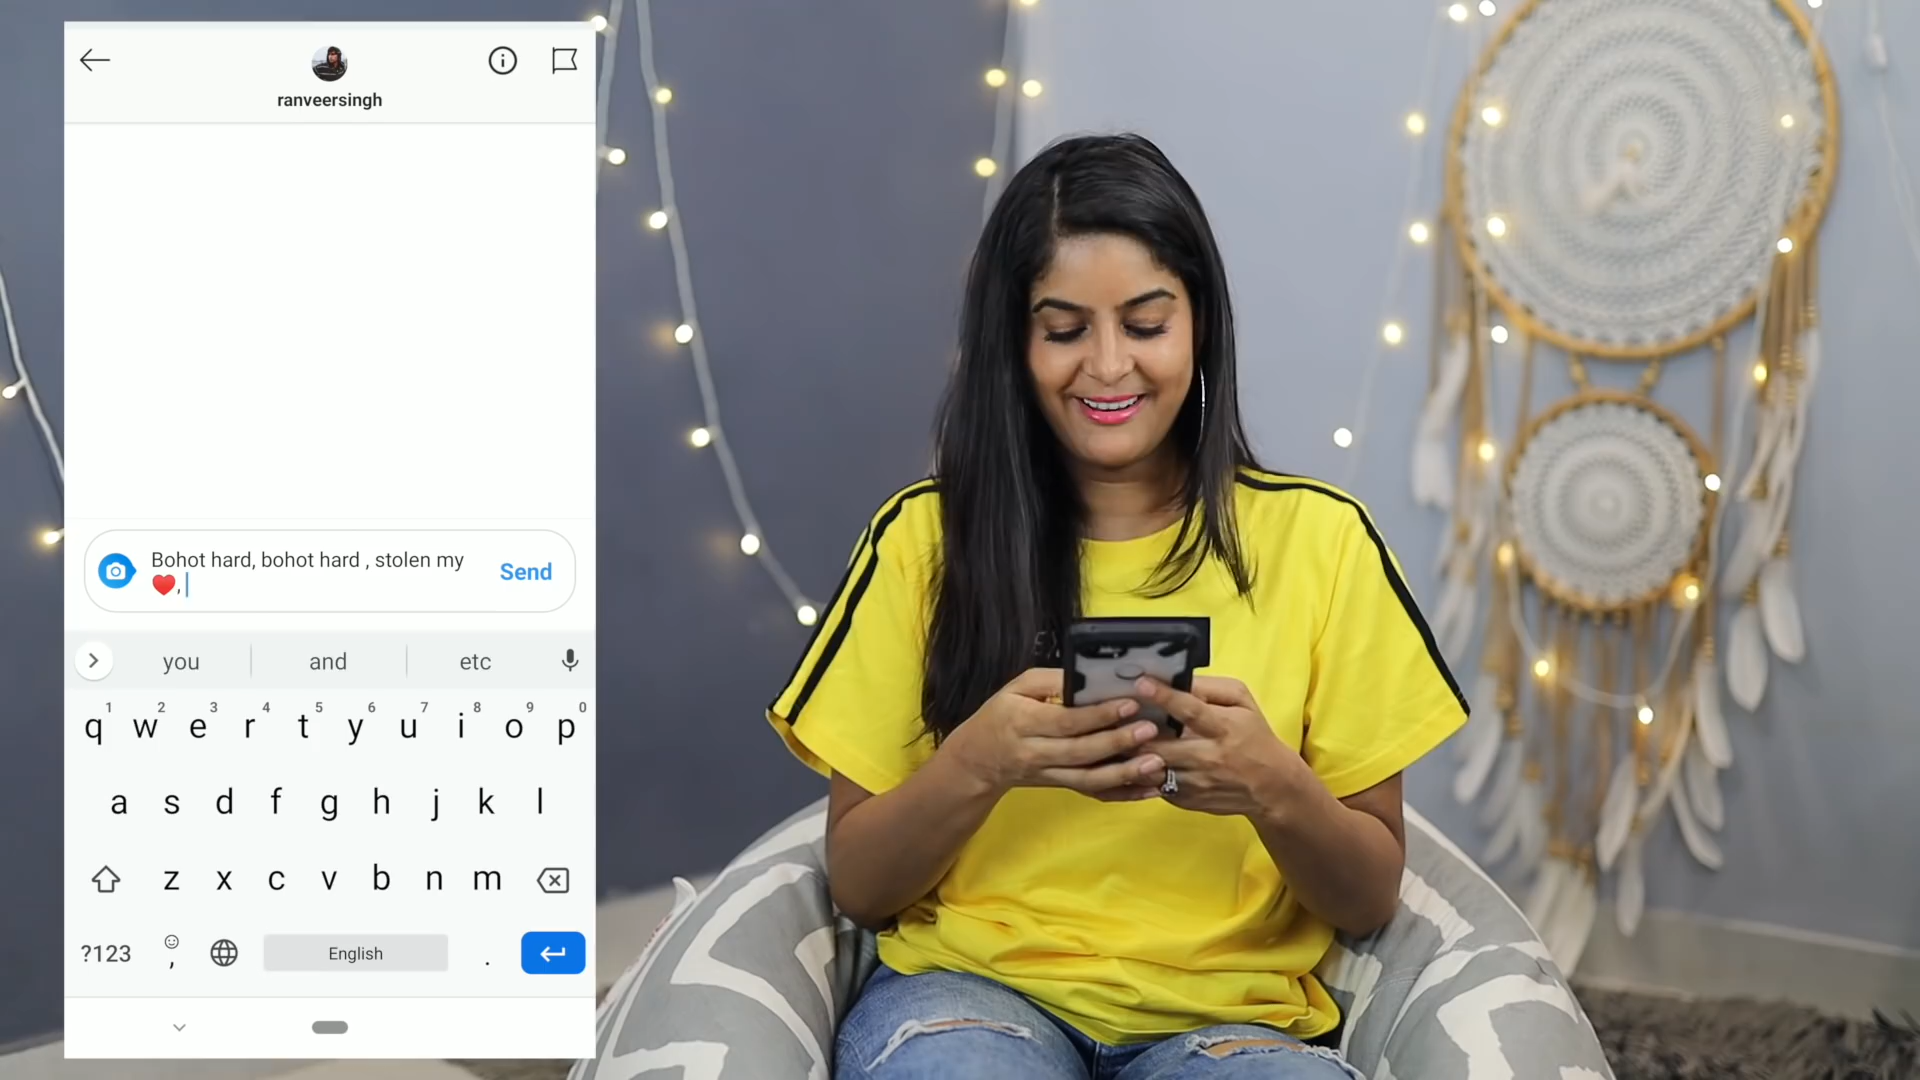 ranveersingh
Bohot hard, bohot hard , stolen my
❤️,
Send
you and etc
1 2 3 4 5 6 7 8 9 0
q w e r t y u i o p
a s d f g h j k l
z x c v b n m
?123 , English .